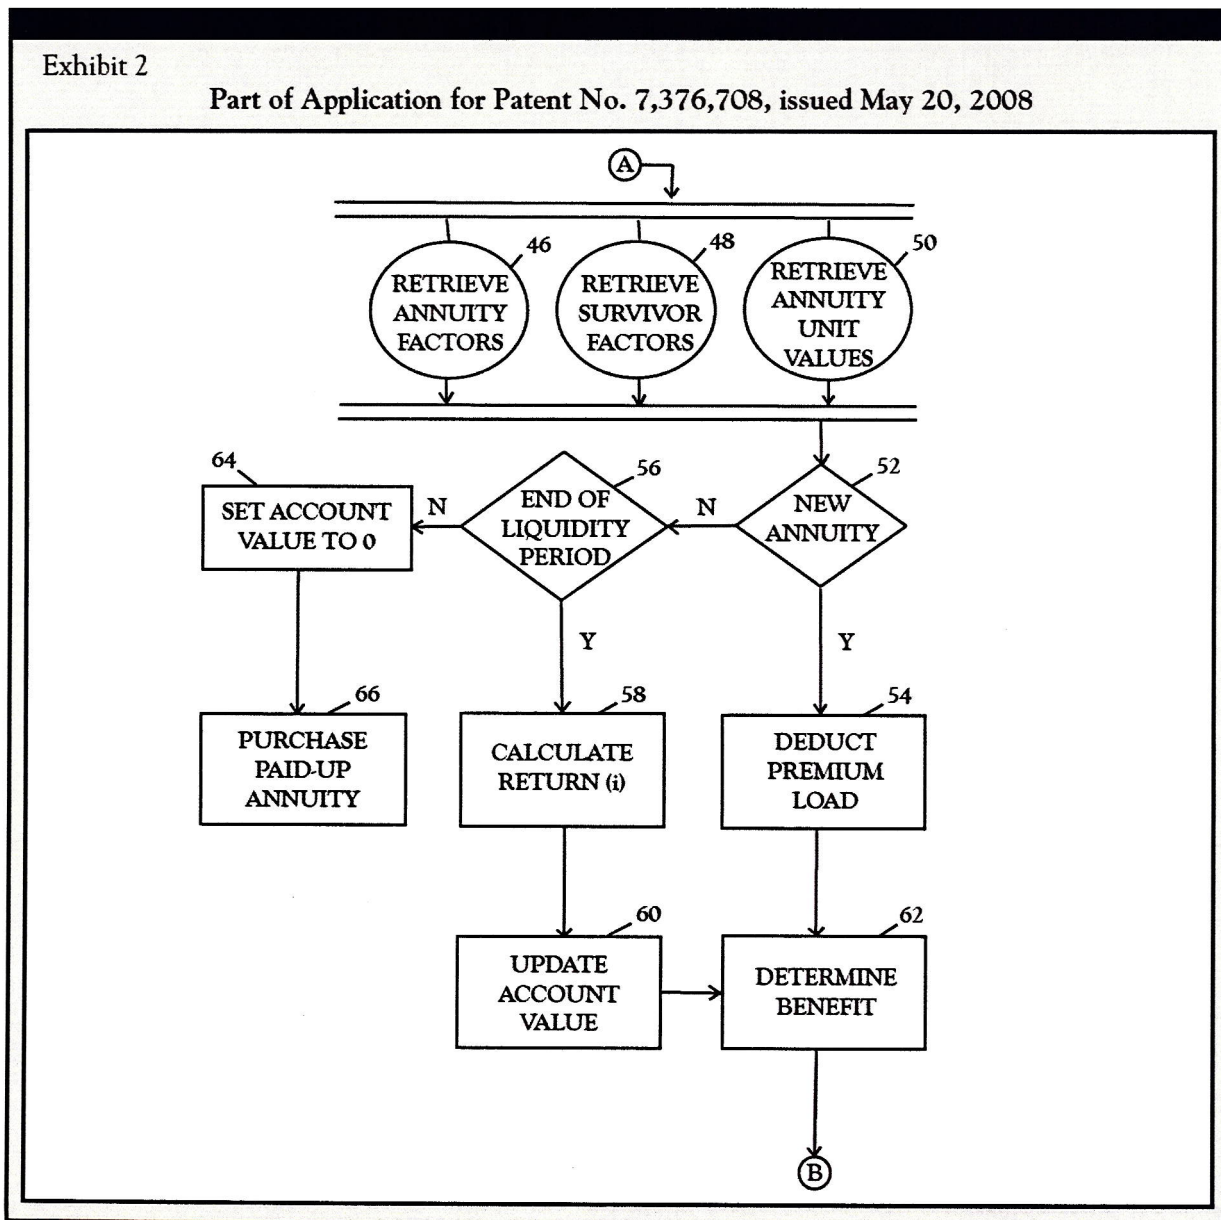 Exhibit 2
Part of Application for Patent No. 7,376,708, issued May 20, 2008
A
46
48
50
RETRIEVE
ANNUITY
FACTORS
RETRIEVE
SURVIVOR
FACTORS
RETRIEVE
ANNUITY
UNIT
VALUES
64
56
52
SET ACCOUNT
VALUE TO 0
N
END OF
LIQUIDITY
PERIOD
N
NEW
ANNUITY
Y
Y
66
58
54
PURCHASE
PAID-UP
ANNUITY
CALCULATE
RETURN (i)
DEDUCT
PREMIUM
LOAD
60
62
UPDATE
ACCOUNT
VALUE
DETERMINE
BENEFIT
B